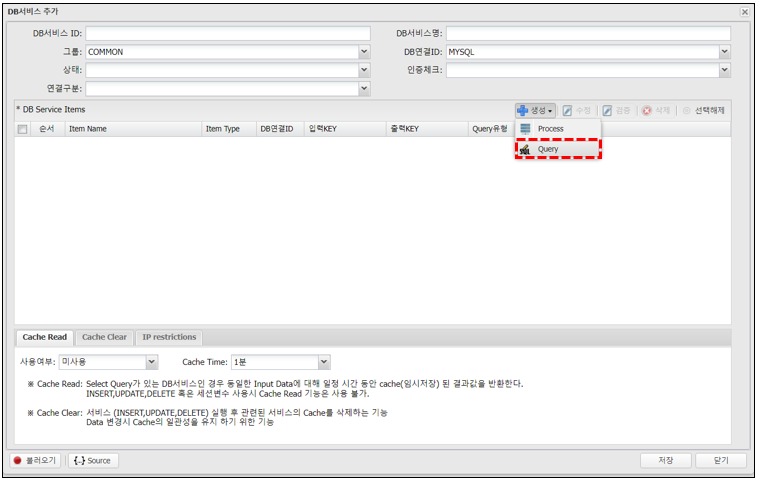 DB서비스 추가
DB서비스 ID: DB서비스명:
그룹: COMMON DB연결ID: MYSQL
상태: 인증체크:
연결구분:
* DB Service Items 생성 수정 검증 삭제 선택해제
순서 Item Name Item Type DB연결ID 입력KEY 출력KEY Query유형
Process
SQL Query
Cache Read Cache Clear IP restrictions
사용여부: 미사용 Cache Time: 1분
※ Cache Read: Select Query가 있는 DB서비스인 경우 동일한 Input Data에 대해 일정 시간 동안 cache(임시저장) 된 결과값을 반환한다.
INSERT,UPDATE,DELETE 혹은 세션변수 사용시 Cache Read 기능은 사용 불가.
※ Cache Clear: 서비스 (INSERT,UPDATE,DELETE) 실행 후 관련된 서비스의 Cache를 삭제하는 기능
Data 변경시 Cache의 일관성을 유지 하기 위한 기능
불러오기 {..} Source 저장 닫기